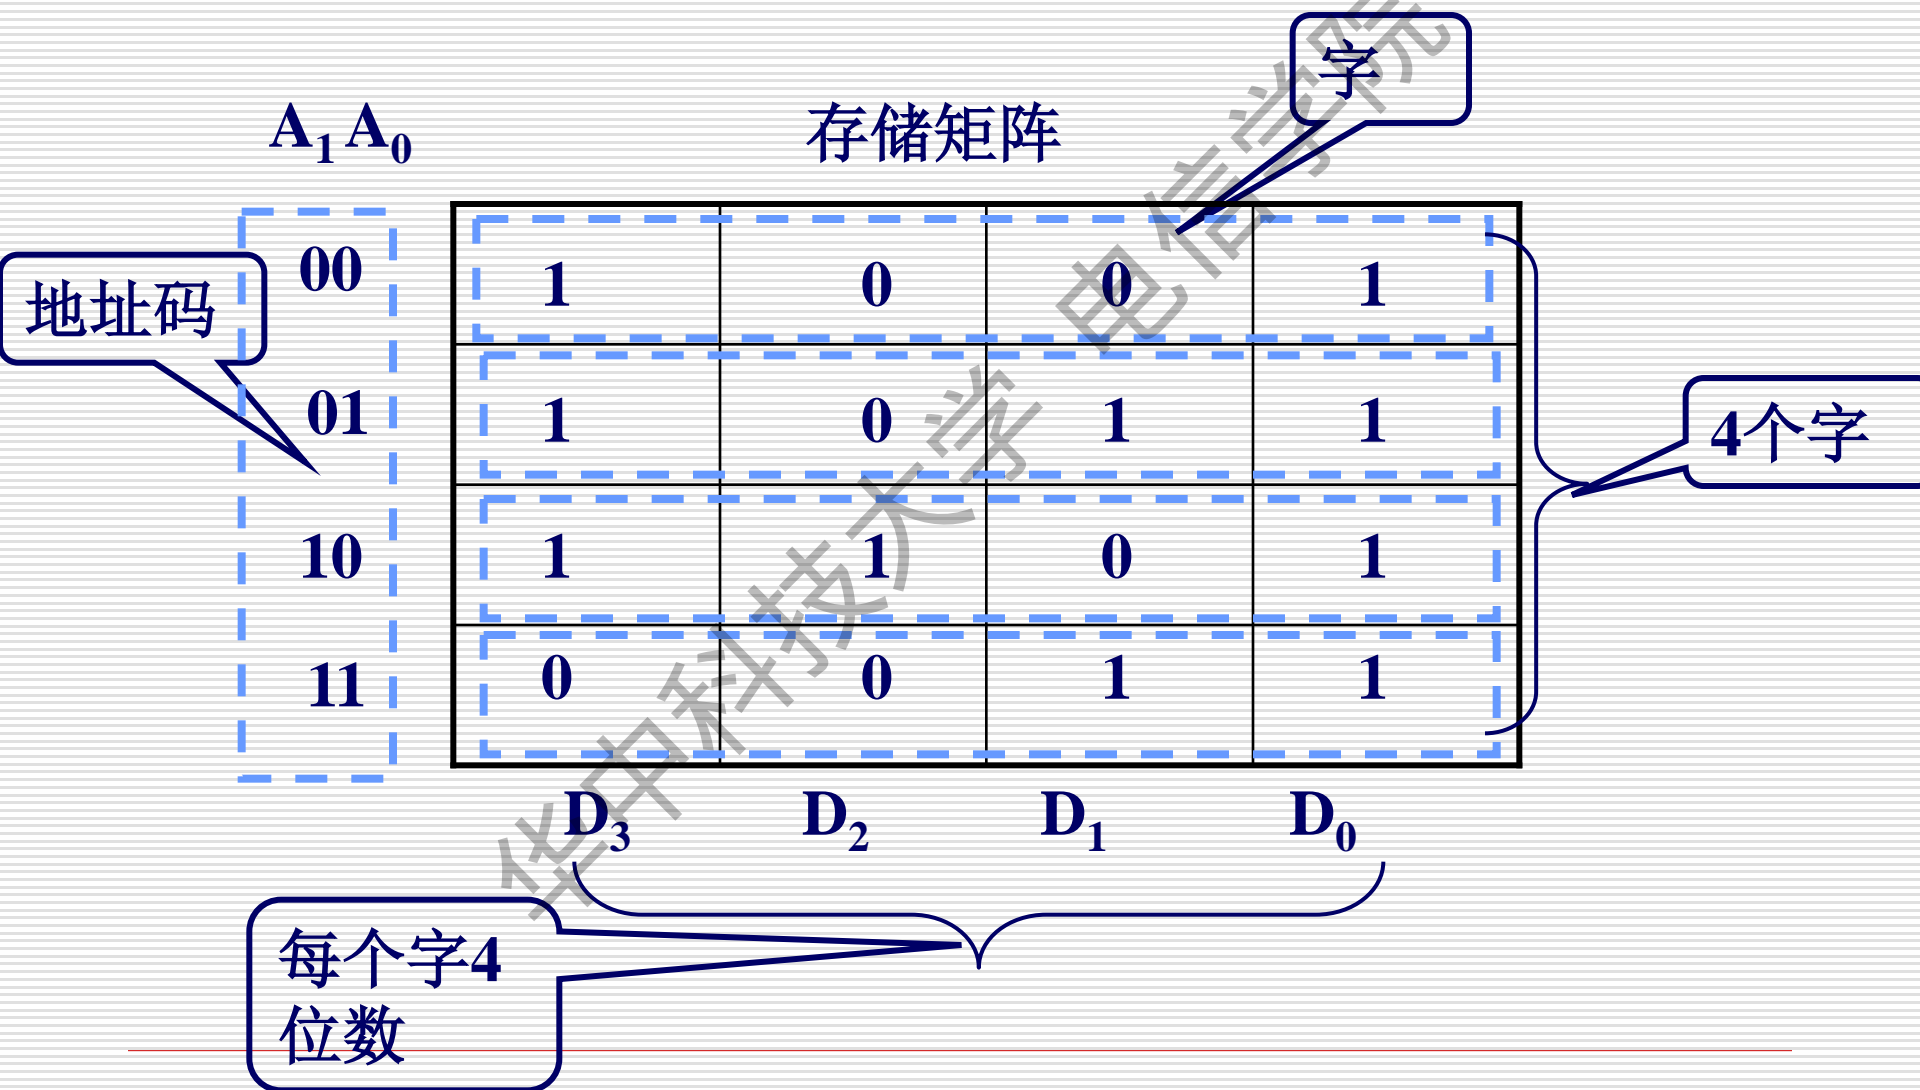 字
A₁ A₀ 存储矩阵
00 1 0 0 1
地址码
01 1 0 1 1
4个字
10 1 1 0 1
11 0 0 1 1
D₃ D₂ D₁ D₀
每个字4
位数
华中科技大学 电信学院